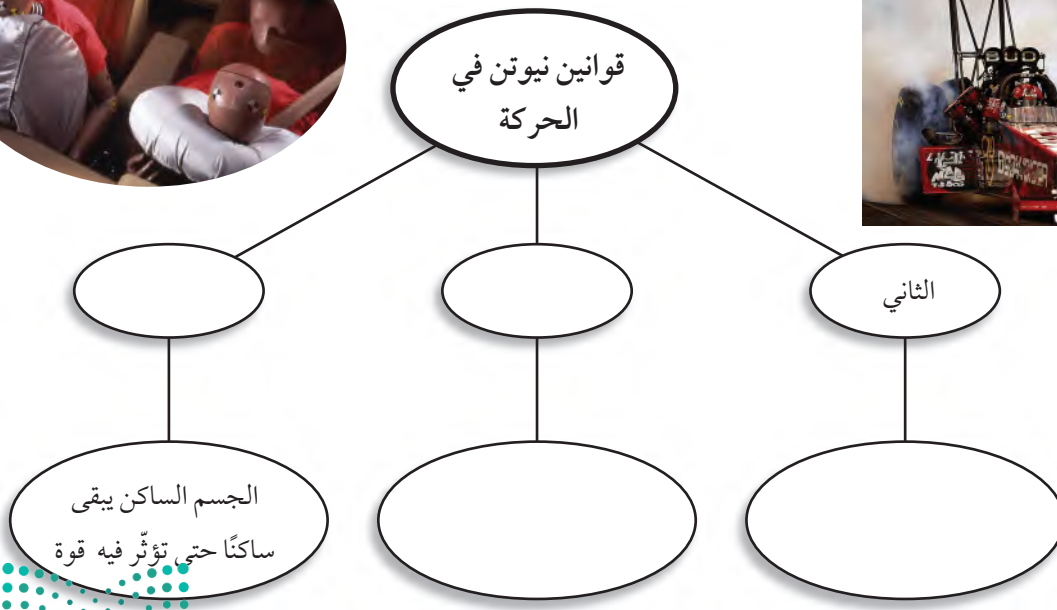 قوانين نيوتن في
الحركة
الثاني
الجسم الساكن يبقى
ساكنًا حتى تؤثّر فيه قوة